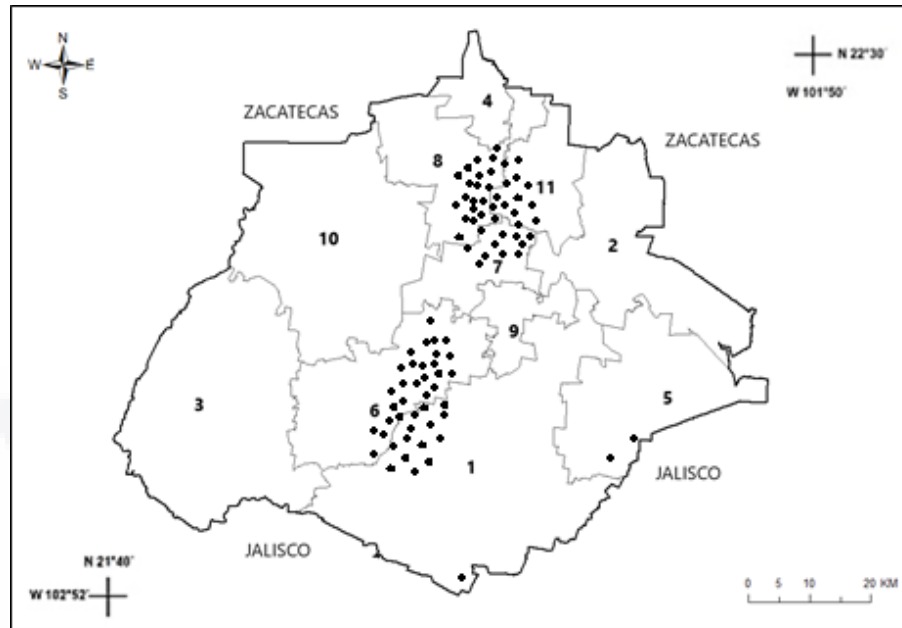 N
W E
S
N 22°30´
W 101°50´
ZACATECAS
ZACATECAS
4
8
11
10
2
7
9
3
6
5
1
JALISCO
JALISCO
N 21°40´
W 102°52´
0 5 10 20 KM